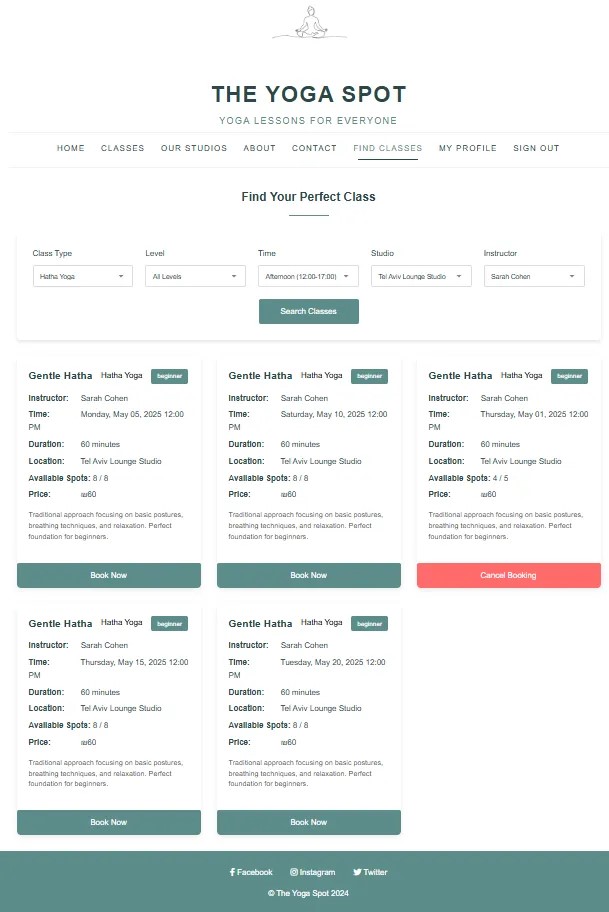 THE YOGA SPOT
YOGA LESSONS FOR EVERYONE
HOME CLASSES OUR STUDIOS ABOUT CONTACT FIND CLASSES MY PROFILE SIGN OUT
Find Your Perfect Class
Class Type Level Time Studio Instructor
Hatha Yoga All Levels Afternoon (12:00-17:00) Tel Aviv Lounge Studio Sarah Cohen
Search Classes
Gentle Hatha Hatha Yoga beginner
Instructor: Sarah Cohen
Time: Monday, May 05, 2025 12:00
PM
Duration: 60 minutes
Location: Tel Aviv Lounge Studio
Available Spots: 8 / 8
Price: ₪60
Traditional approach focusing on basic postures,
breathing techniques, and relaxation. Perfect
foundation for beginners.
Book Now
Gentle Hatha Hatha Yoga beginner
Instructor: Sarah Cohen
Time: Saturday, May 10, 2025 12:00
PM
Duration: 60 minutes
Location: Tel Aviv Lounge Studio
Available Spots: 8 / 8
Price: ₪60
Traditional approach focusing on basic postures,
breathing techniques, and relaxation. Perfect
foundation for beginners.
Book Now
Gentle Hatha Hatha Yoga beginner
Instructor: Sarah Cohen
Time: Thursday, May 01, 2025 12:00
PM
Duration: 60 minutes
Location: Tel Aviv Lounge Studio
Available Spots: 4 / 5
Price: ₪60
Traditional approach focusing on basic postures,
breathing techniques, and relaxation. Perfect
foundation for beginners.
Cancel Booking
Gentle Hatha Hatha Yoga beginner
Instructor: Sarah Cohen
Time: Thursday, May 15, 2025 12:00
PM
Duration: 60 minutes
Location: Tel Aviv Lounge Studio
Available Spots: 8 / 8
Price: ₪60
Traditional approach focusing on basic postures,
breathing techniques, and relaxation. Perfect
foundation for beginners.
Book Now
Gentle Hatha Hatha Yoga beginner
Instructor: Sarah Cohen
Time: Tuesday, May 20, 2025 12:00
PM
Duration: 60 minutes
Location: Tel Aviv Lounge Studio
Available Spots: 8 / 8
Price: ₪60
Traditional approach focusing on basic postures,
breathing techniques, and relaxation. Perfect
foundation for beginners.
Book Now
Facebook Instagram Twitter
© The Yoga Spot 2024